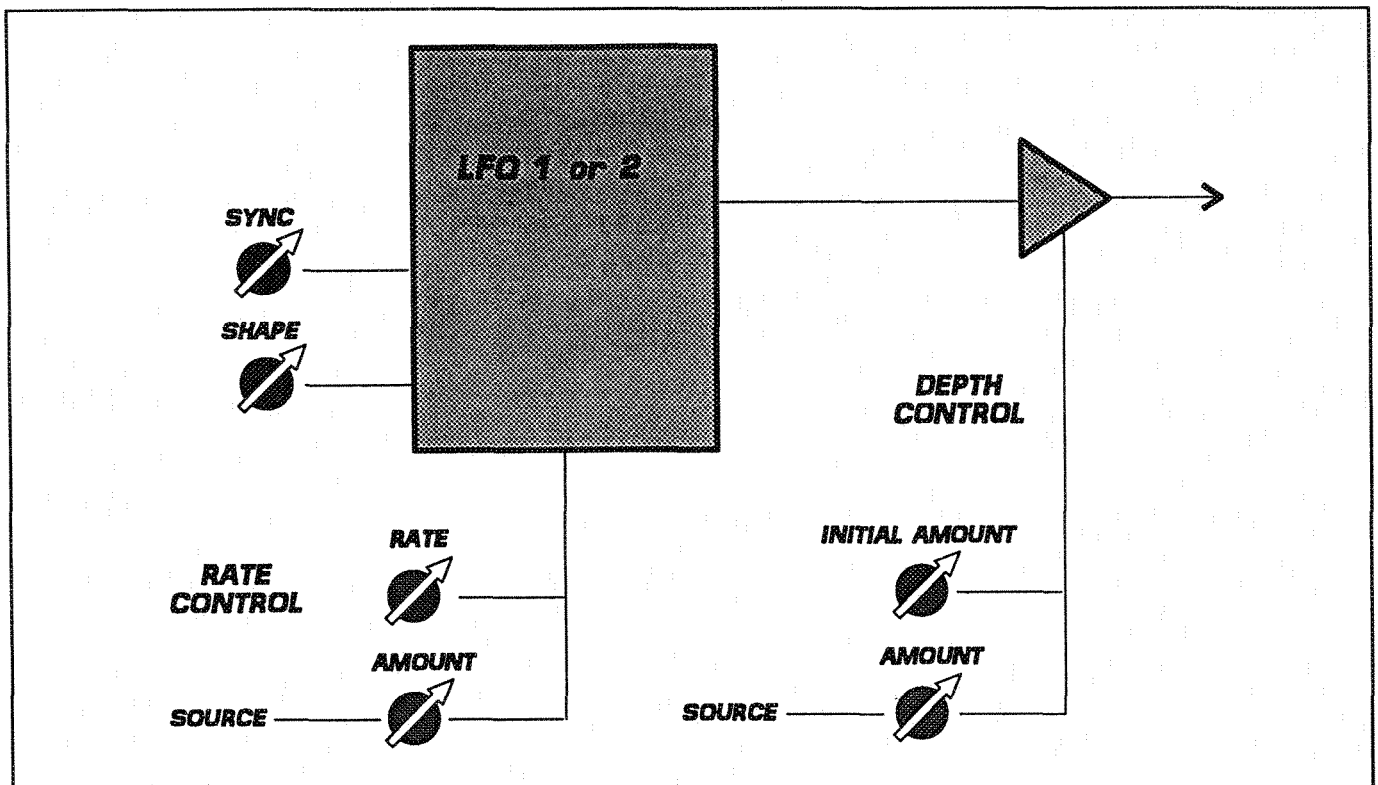 LFO 1 or 2
SYNC
SHAPE
DEPTH
CONTROL
RATE
INITIAL AMOUNT
RATE
CONTROL
AMOUNT
AMOUNT
SOURCE
SOURCE